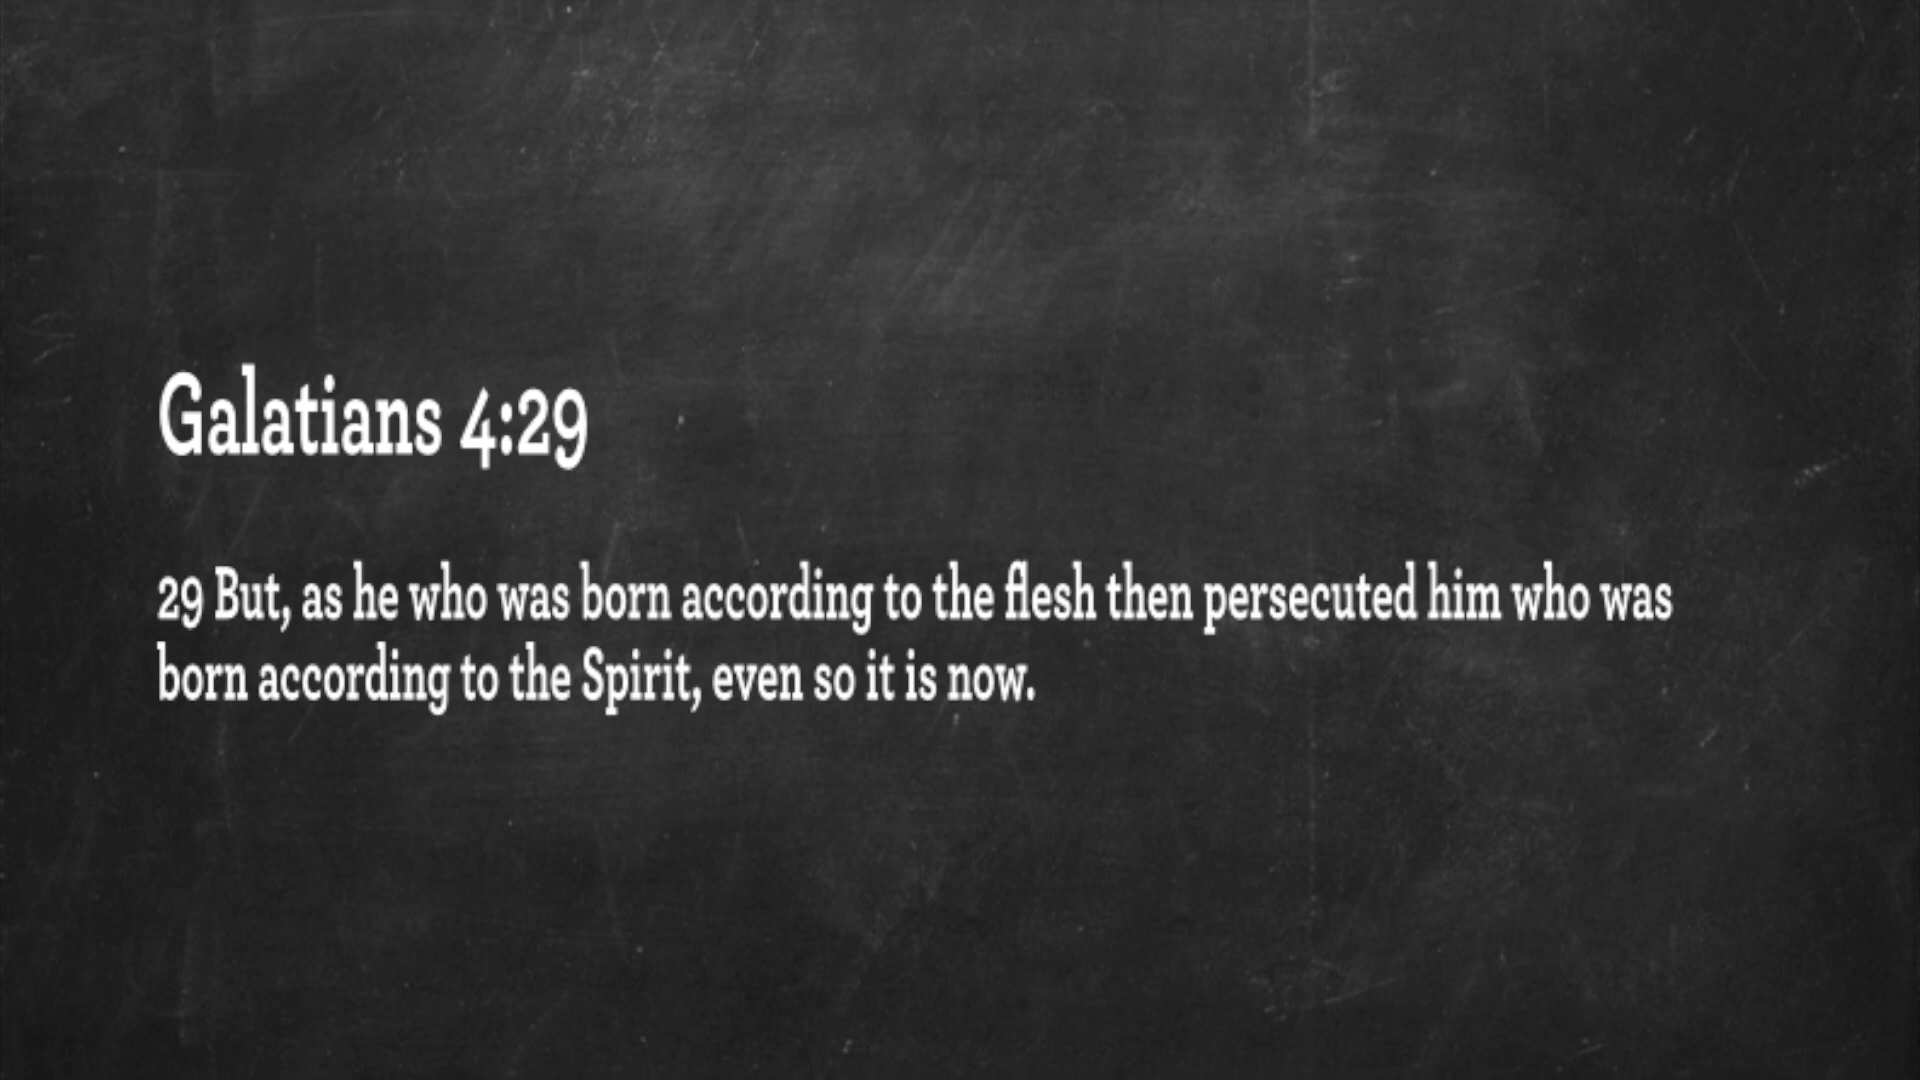 Galatians 4:29
29 But, as he who was born according to the flesh then persecuted him who was
born according to the Spirit, even so it is now.